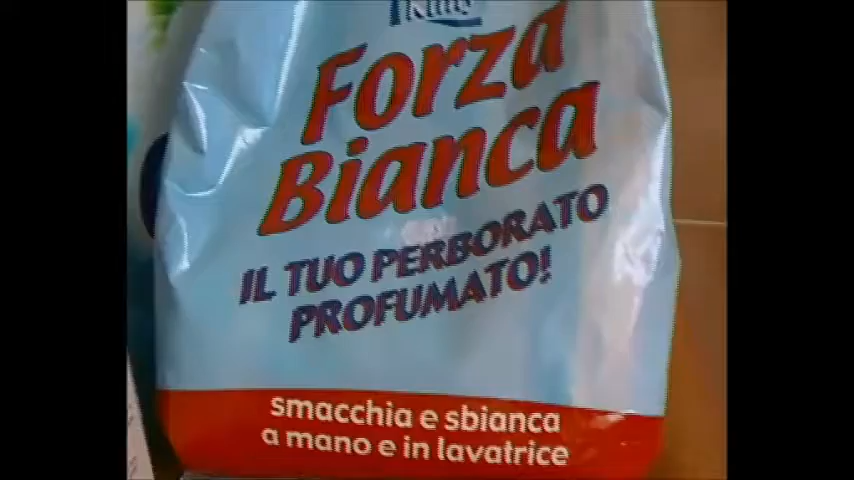 Forza
Bianca
IL TUO PERBORATO
PROFUMATO!
smacchia e sbianca
a mano e in lavatrice